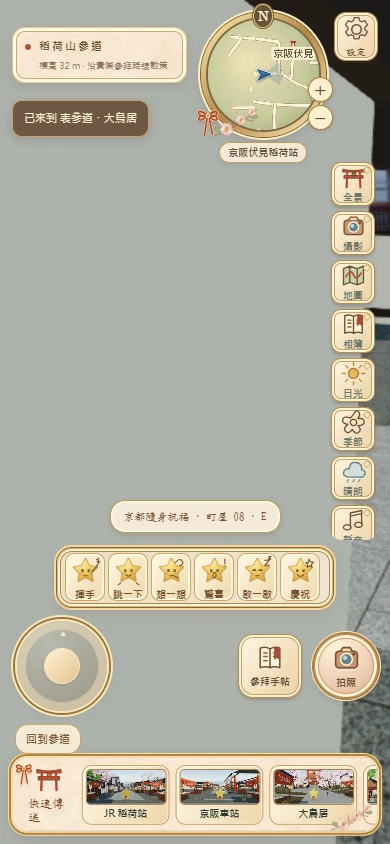 稻荷山參道
標高 32 m · 沿實際參拜路線散策
已來到 表參道 · 大鳥居
N
京阪伏見
設定
+
−
京阪伏見稻荷站
全景
攝影
地圖
相簿
日光
季節
晴朗
京都隨身祝福 · 町屋 08 · E
揮手
跳一下
想一想
驚喜
歇一歇
慶祝
參拜手帖
拍照
回到參道
快速傳送
JR 稻荷站
京阪車站
大鳥居